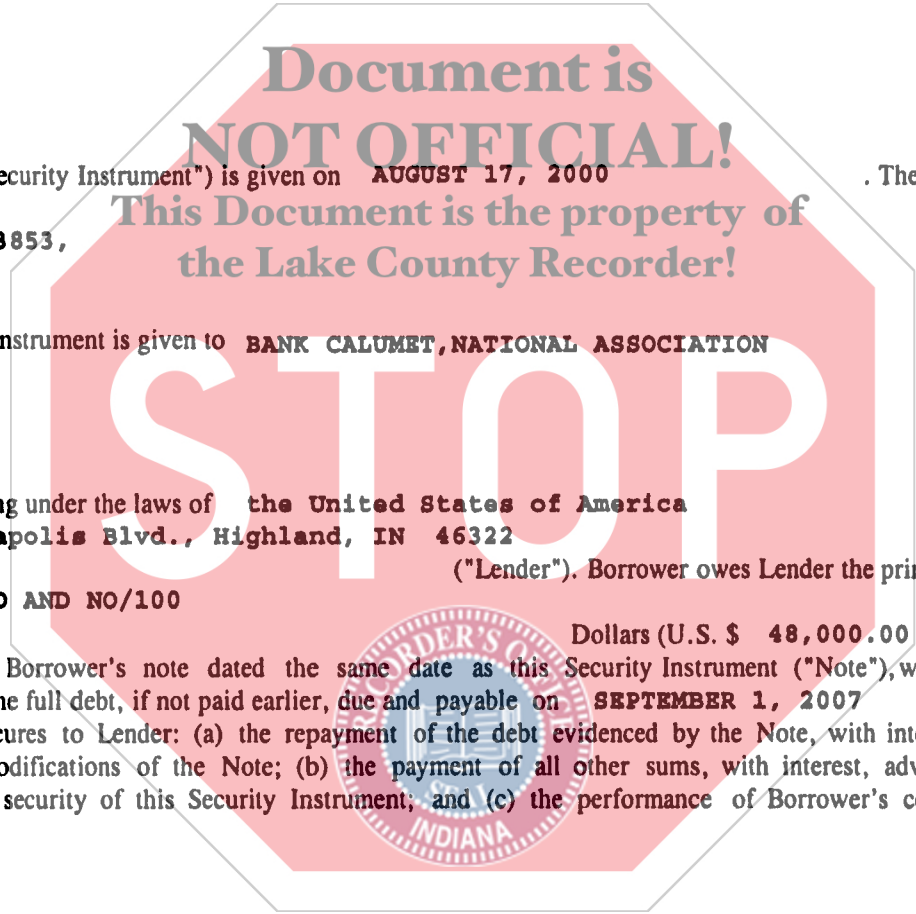 Document is
NOT OFFICIAL!
ecurity Instrument") is given on AUGUST 17, 2000 . The
This Document is the property of
3853,
the Lake County Recorder!
nstrument is given to BANK CALUMET,NATIONAL ASSOCIATION
STOP
g under the laws of the United States of America
apolis Blvd., Highland, IN 46322
("Lender"). Borrower owes Lender the prin
AND NO/100
Dollars (U.S. $ 48,000.00
Borrower's note dated the same date as this Security Instrument ("Note"),w
e full debt, if not paid earlier, due and payable on SEPTEMBER 1, 2007
cures to Lender: (a) the repayment of the debt evidenced by the Note, with inte
odifications of the Note; (b) the payment of all other sums, with interest, adv
security of this Security Instrument; and (c) the performance of Borrower's co
RECORDER'S OFFICE
SEAL
INDIANA